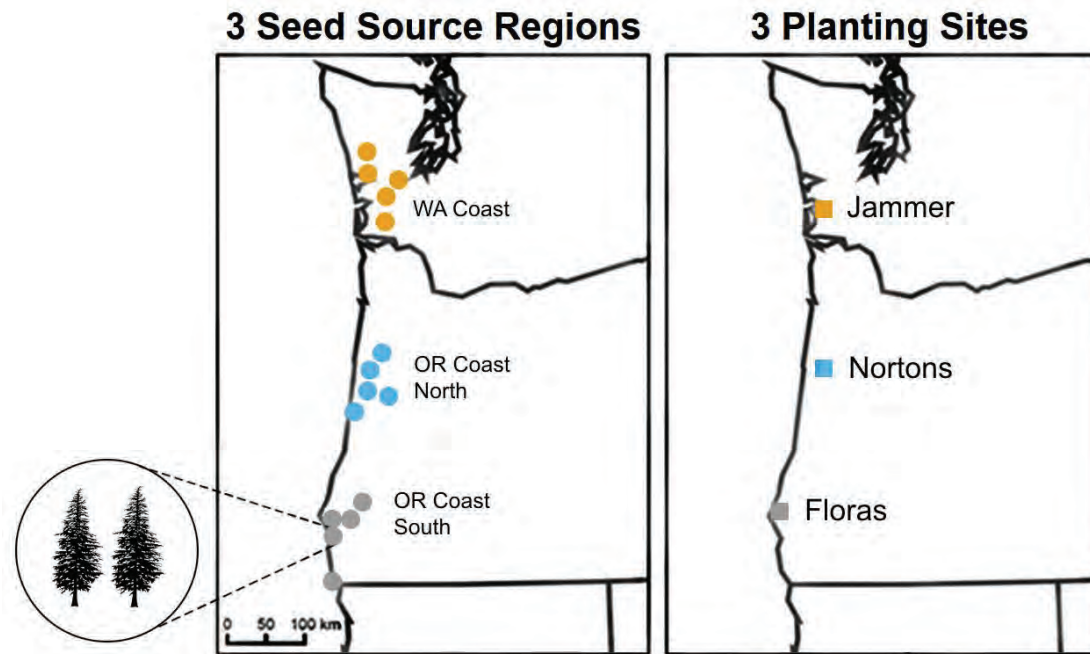 3 Seed Source Regions
3 Planting Sites
WA Coast
OR Coast
North
OR Coast
South
0 50 100 km
Jammer
Nortons
Floras